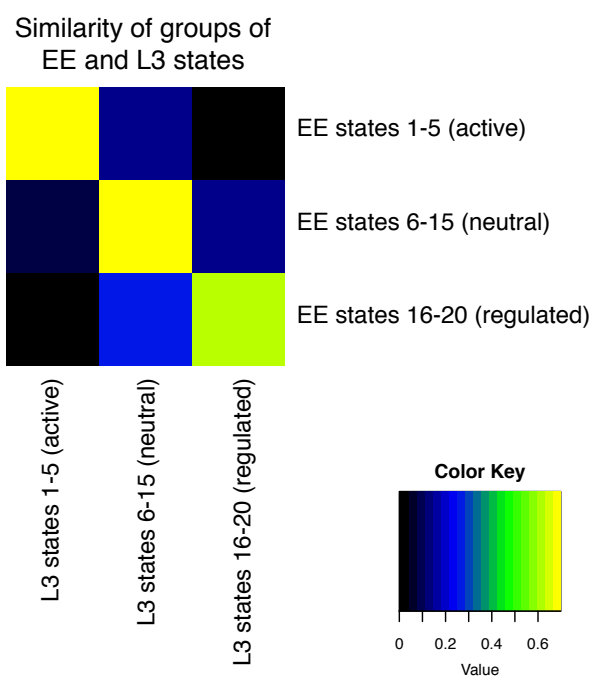 Similarity of groups of
EE and L3 states
EE states 1-5 (active)
EE states 6-15 (neutral)
EE states 16-20 (regulated)
L3 states 1-5 (active)
L3 states 6-15 (neutral)
L3 states 16-20 (regulated)
Color Key
0 0.2 0.4 0.6
Value